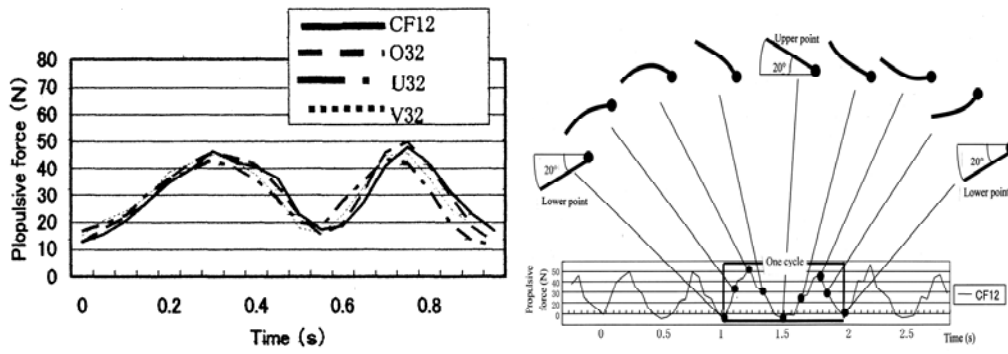 CF12
O32
U32
V32
80
70
60
50
40
30
20
10
0
Plopulsive force (N)
0 0.2 0.4 0.6 0.8
Time (s)
Upper point
20°
20°
Lower point
20°
Lower point
One cycle
Propulsive
force(N)
50
40
30
20
10
0
CF12
0 0.5 1 1.5 2 2.5 Time (s)